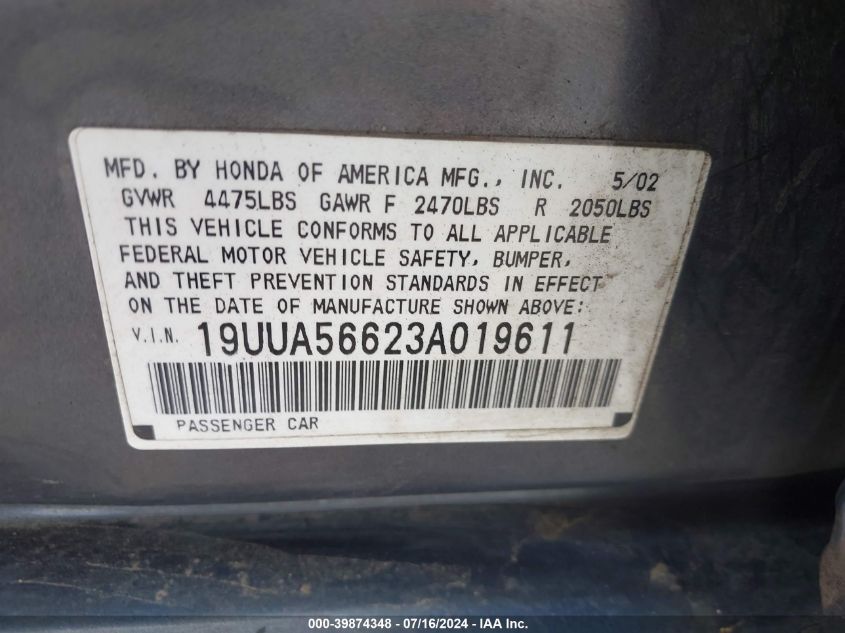 MFD. BY HONDA OF AMERICA MFG., INC. 5/02
GVWR 4475LBS GAWR F 2470LBS R 2050LBS
THIS VEHICLE CONFORMS TO ALL APPLICABLE
FEDERAL MOTOR VEHICLE SAFETY, BUMPER,
AND THEFT PREVENTION STANDARDS IN EFFECT
ON THE DATE OF MANUFACTURE SHOWN ABOVE:
V.I.N. 19UUA56623A019611
PASSENGER CAR
000-39874348 - 07/16/2024 - IAA Inc.